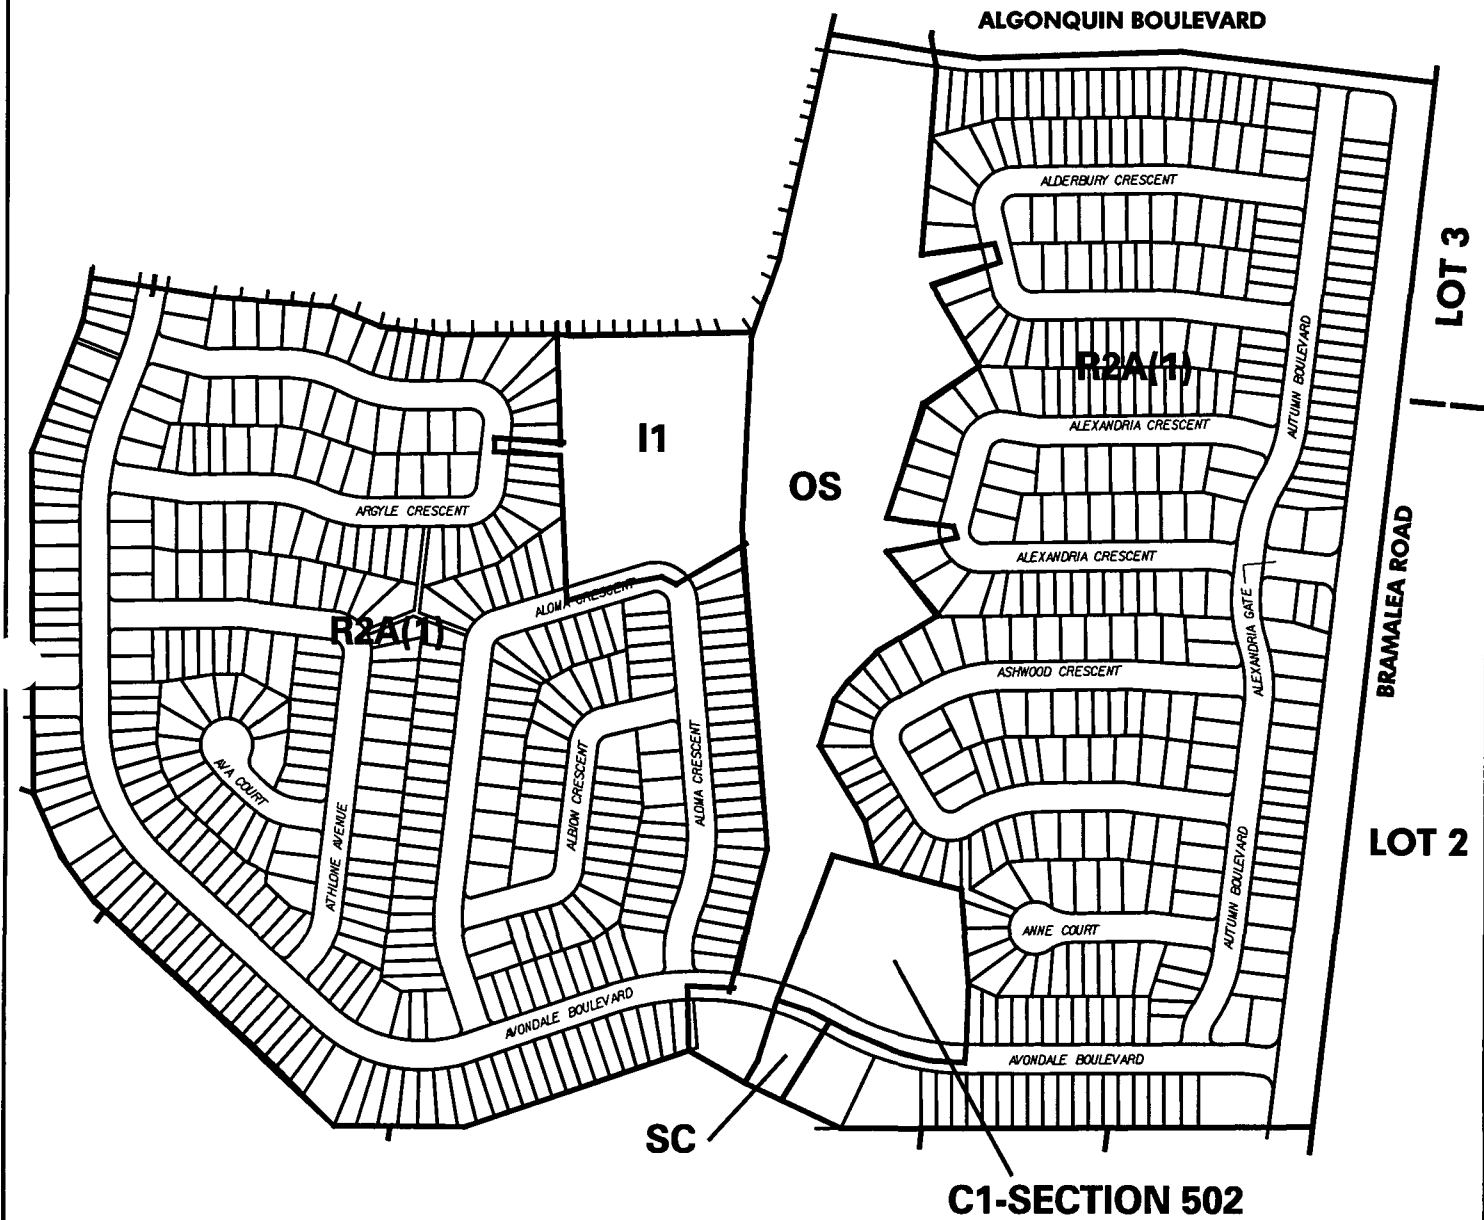 ALGONQUIN BOULEVARD
ALDERBURY CRESCENT
LOT 3
R2A(1)
AUTUMN BOULEVARD
ALEXANDRIA CRESCENT
I1
OS
ARGYLE CRESCENT
BRAMALEA ROAD
ALEXANDRIA CRESCENT
ALOMA CRESCENT
ALEXANDRIA GATE
R2A(1)
ASHWOOD CRESCENT
AVA COURT
ALBION CRESCENT
ALOMA CRESCENT
ATHLONE AVENUE
LOT 2
AUTUMN BOULEVARD
ANNE COURT
AVONDALE BOULEVARD
AVONDALE BOULEVARD
SC
C1-SECTION 502